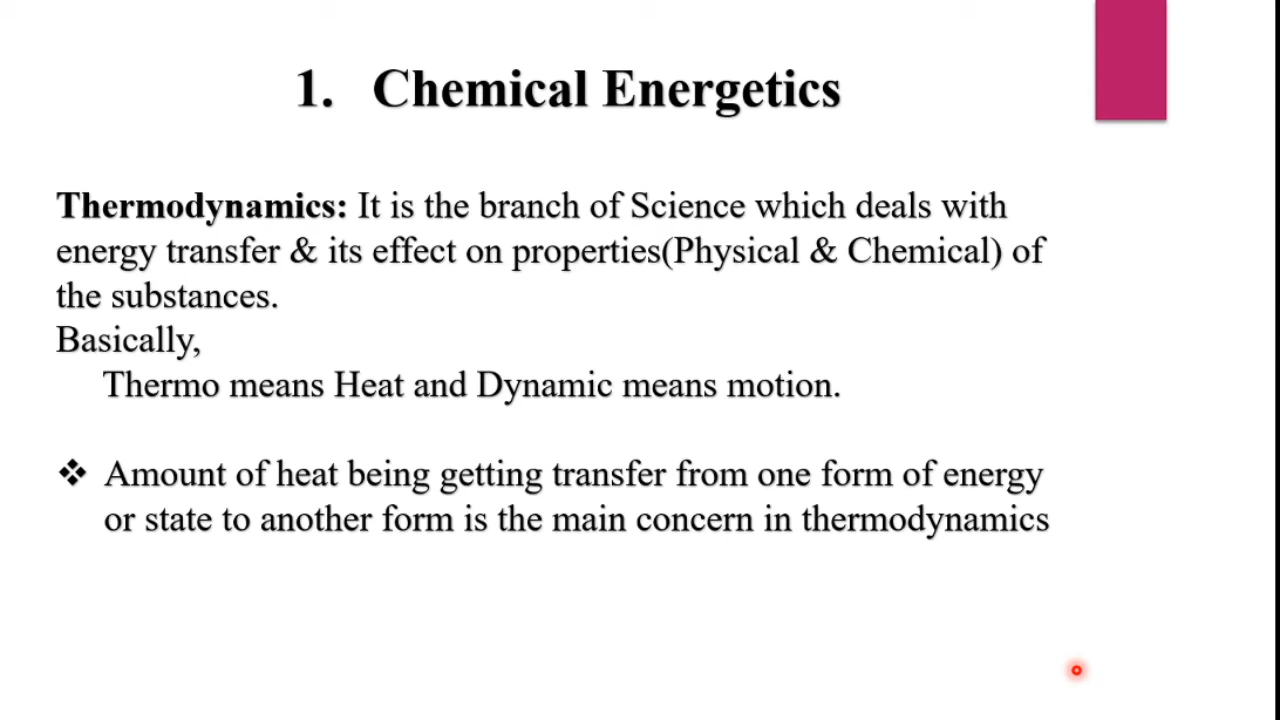 1. Chemical Energetics
Thermodynamics: It is the branch of Science which deals with
energy transfer & its effect on properties(Physical & Chemical) of
the substances.
Basically,
Thermo means Heat and Dynamic means motion.
❖ Amount of heat being getting transfer from one form of energy
or state to another form is the main concern in thermodynamics